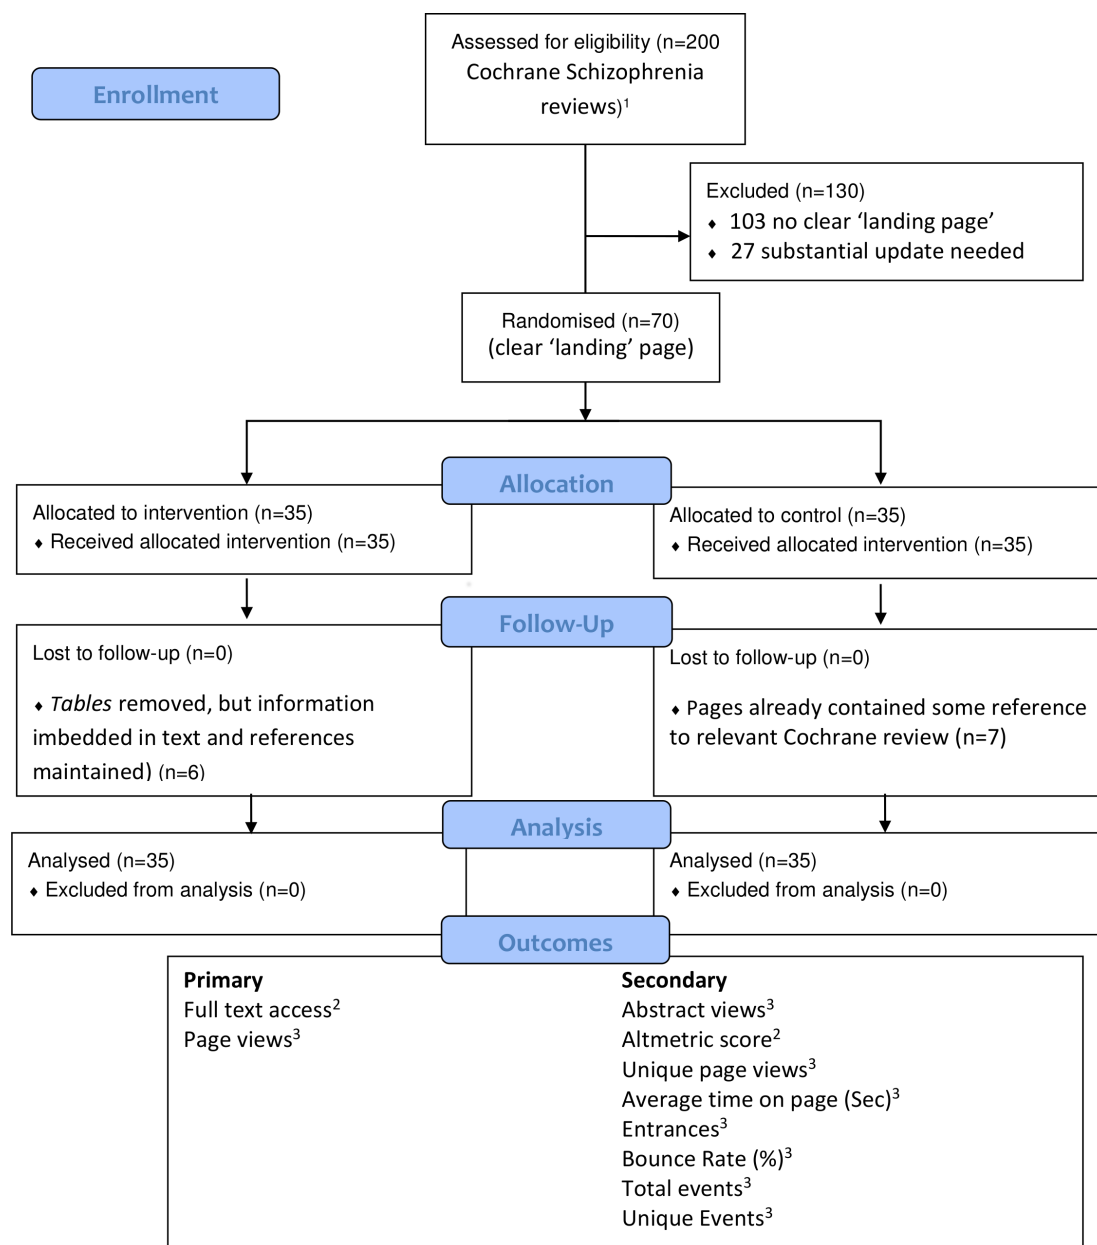 Assessed for eligibility (n=200
Cochrane Schizophrenia
reviews)¹
Enrollment
Excluded (n=130)
♦ 103 no clear ‘landing page’
♦ 27 substantial update needed
Randomised (n=70)
(clear ‘landing’ page)
Allocation
Allocated to intervention (n=35)
♦ Received allocated intervention (n=35)
Allocated to control (n=35)
♦ Received allocated intervention (n=35)
Follow-Up
Lost to follow-up (n=0)
♦ Tables removed, but information
imbedded in text and references
maintained) (n=6)
Lost to follow-up (n=0)
♦ Pages already contained some reference
to relevant Cochrane review (n=7)
Analysis
Analysed (n=35)
♦ Excluded from analysis (n=0)
Analysed (n=35)
♦ Excluded from analysis (n=0)
Outcomes
Primary
Full text access²
Page views³
Secondary
Abstract views³
Altmetric score²
Unique page views³
Average time on page (Sec)³
Entrances³
Bounce Rate (%)³
Total events³
Unique Events³